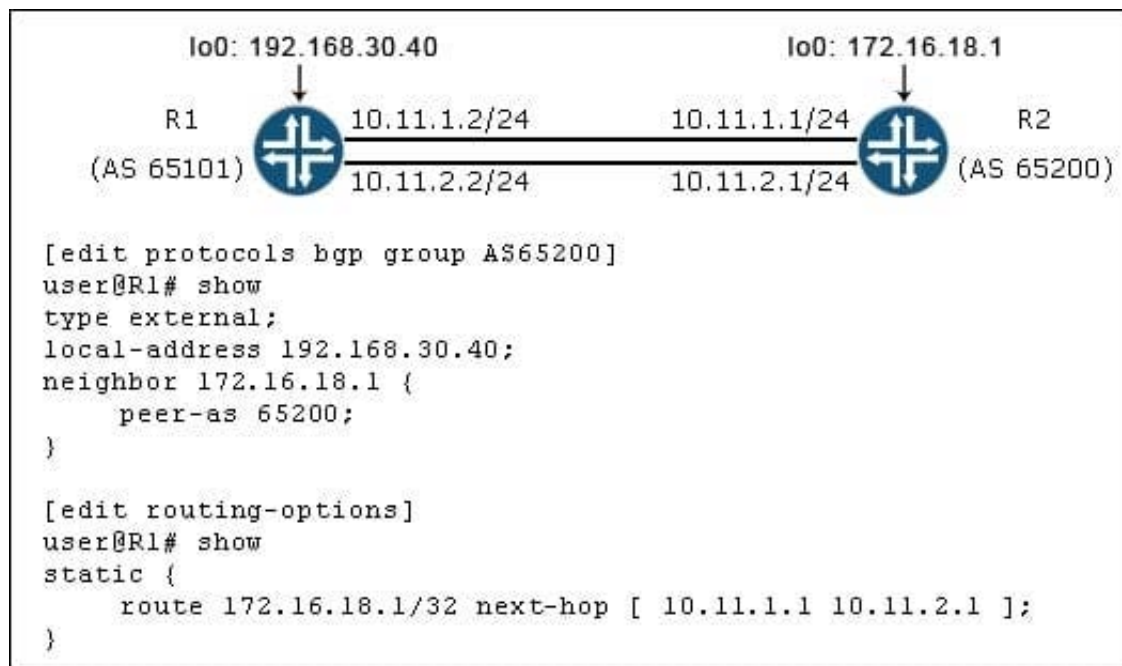 lo0: 192.168.30.40
lo0: 172.16.18.1
R1
10.11.1.2/24
10.11.1.1/24
R2
(AS 65101)
10.11.2.2/24
10.11.2.1/24
(AS 65200)
[edit protocols bgp group AS65200]
user@R1# show
type external;
local-address 192.168.30.40;
neighbor 172.16.18.1 {
peer-as 65200;
}
[edit routing-options]
user@R1# show
static {
route 172.16.18.1/32 next-hop [ 10.11.1.1 10.11.2.1 ];
}